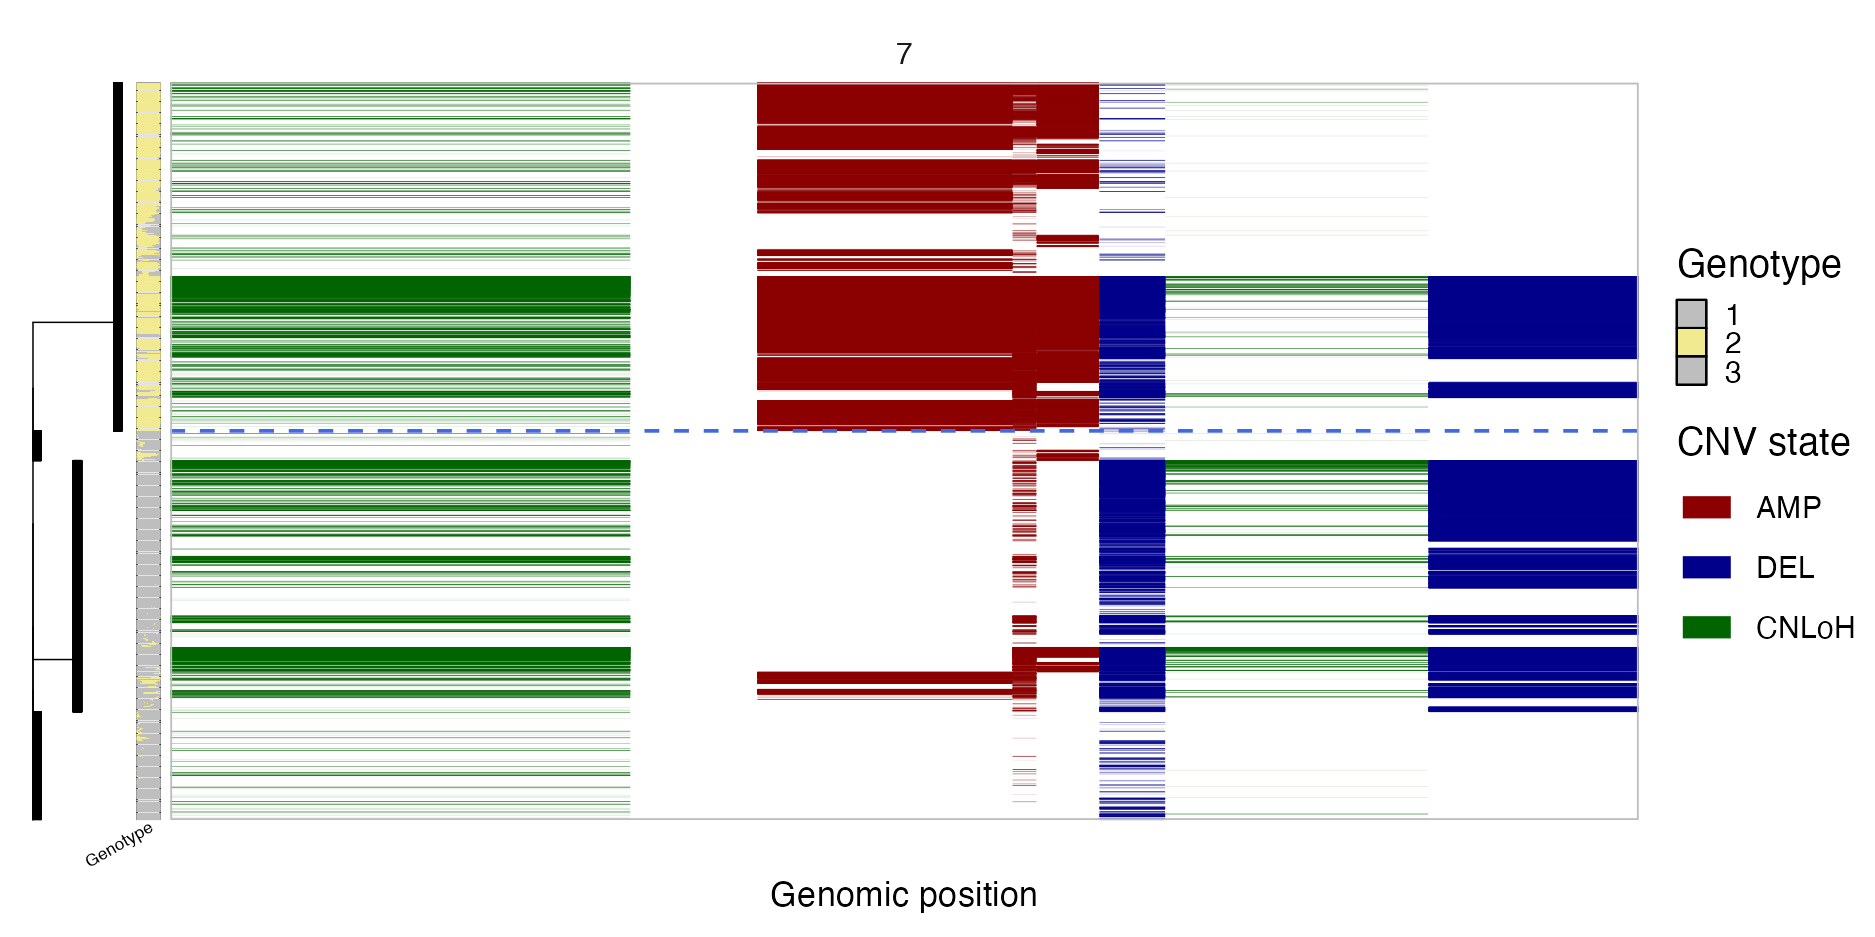 7
Genotype
1
2
3
CNV state
AMP
DEL
CNLoH
Genotype
Genomic position